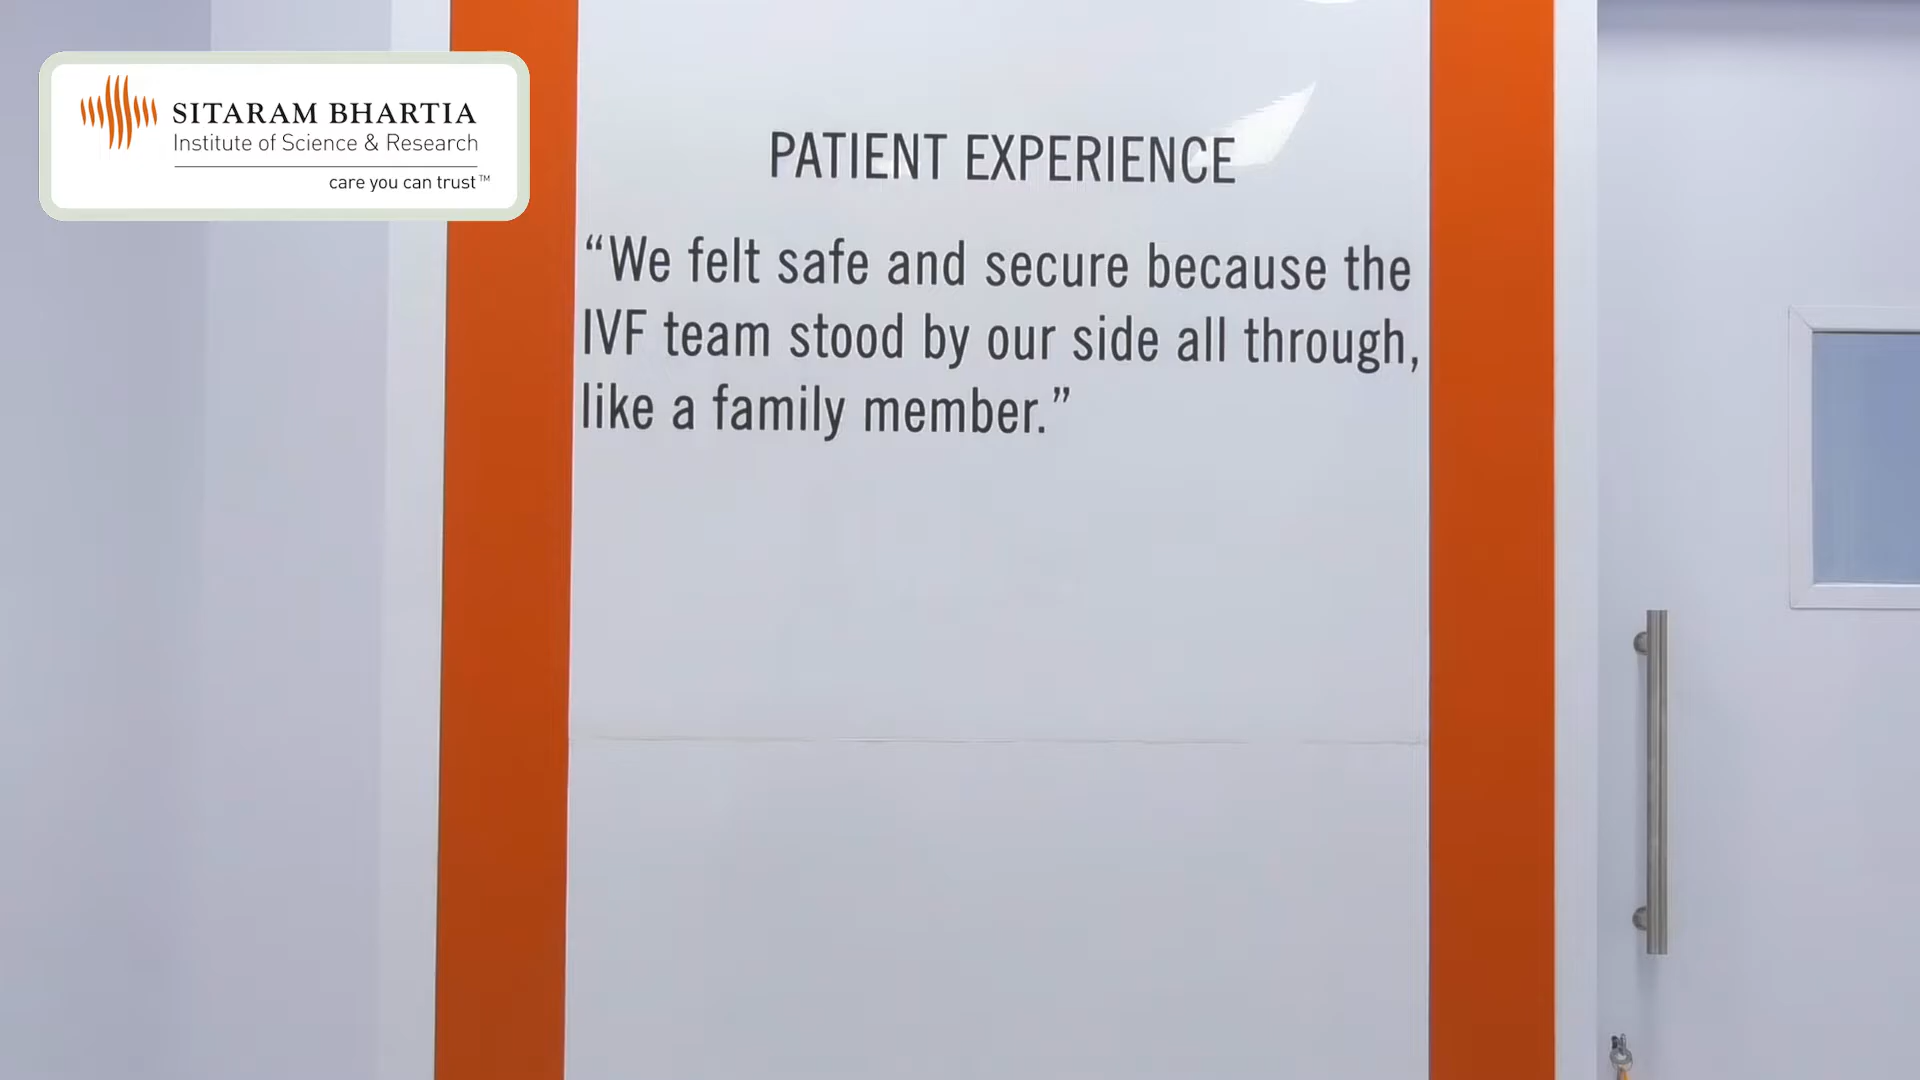 SITARAM BHARTIA
Institute of Science & Research
care you can trust™
PATIENT EXPERIENCE
“We felt safe and secure because the
IVF team stood by our side all through,
like a family member.”